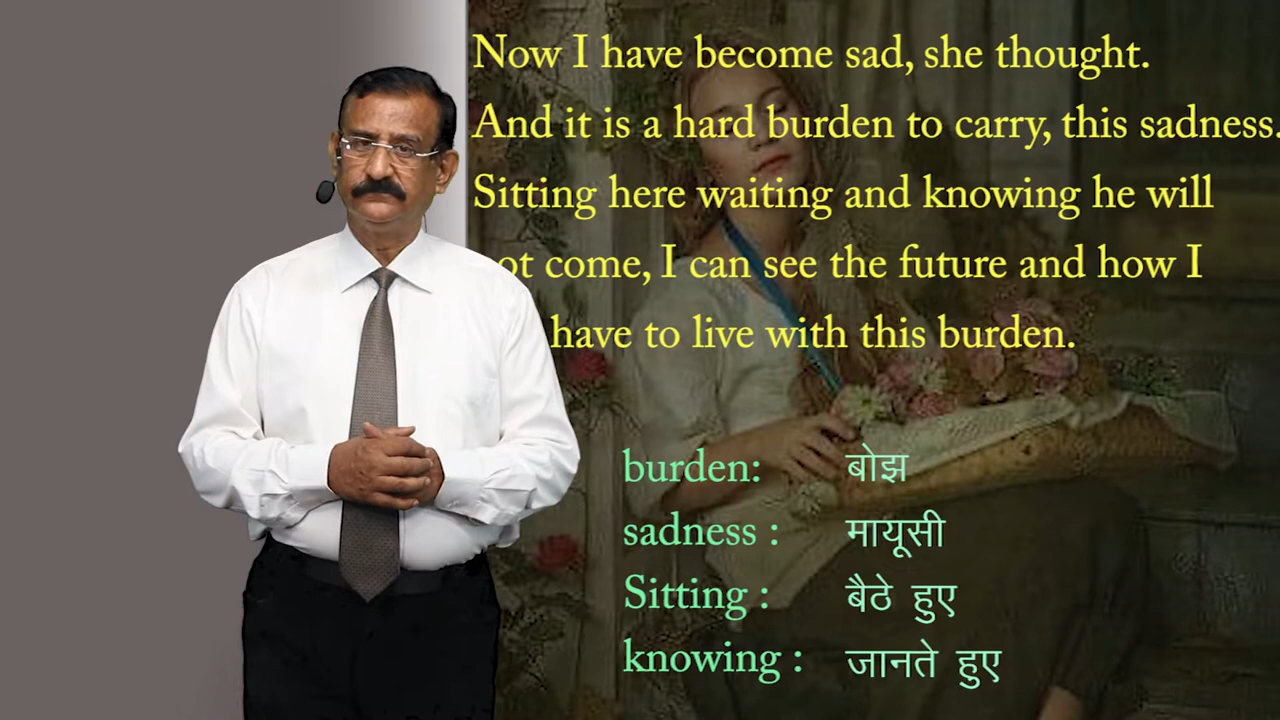 Now I have become sad, she thought.
And it is a hard burden to carry, this sadness.
Sitting here waiting and knowing he will
ot come, I can see the future and how I
have to live with this burden.
burden: बोझ
sadness : मायूसी
Sitting : बैठे हुए
knowing : जानते हुए